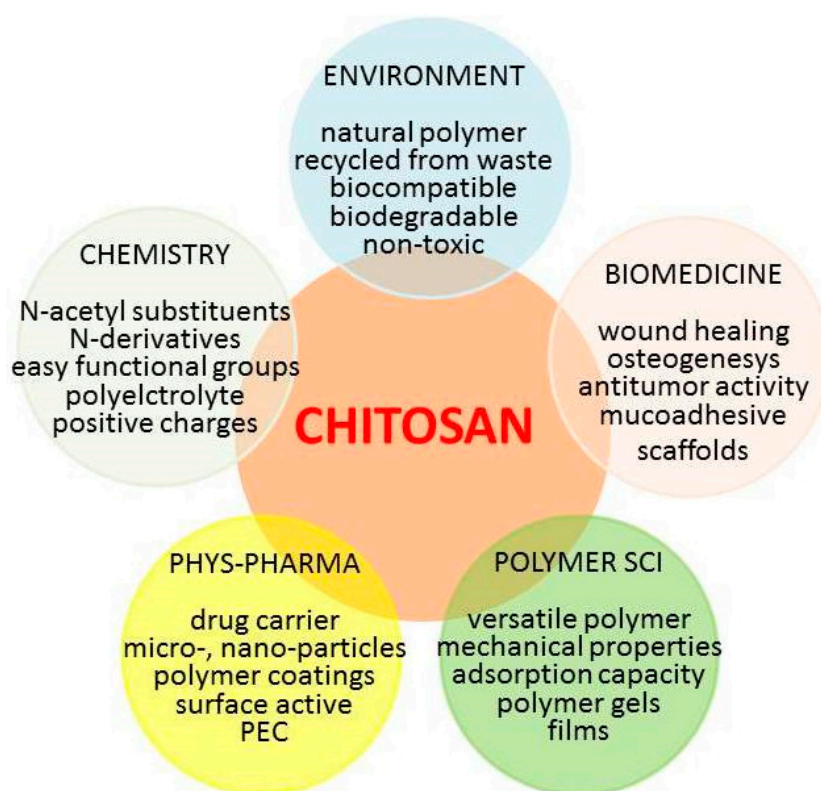 ENVIRONMENT
natural polymer
recycled from waste
biocompatible
biodegradable
non-toxic
CHEMISTRY
N-acetyl substituents
N-derivatives
easy functional groups
polyelctrolyte
positive charges
BIOMEDICINE
wound healing
osteogenesys
antitumor activity
mucoadhesive
scaffolds
CHITOSAN
PHYS-PHARMA
drug carrier
micro-, nano-particles
polymer coatings
surface active
PEC
POLYMER SCI
versatile polymer
mechanical properties
adsorption capacity
polymer gels
films